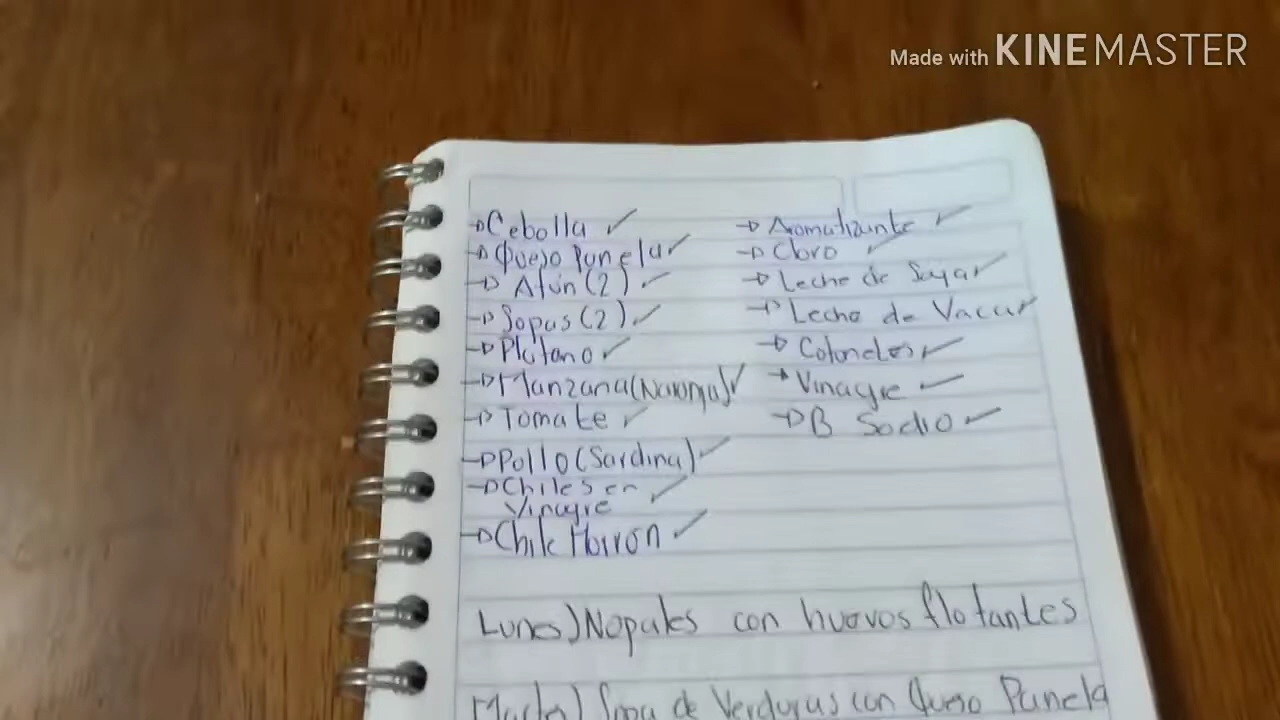 Made with KINEMASTER
→Cebolla ✓
→Queso Panela ✓
→Atún (2) ✓
→Sopas (2) ✓
→Platano ✓
→Manzana (Naranja) ✓
→Tomate ✓
→Pollo (Sardina) ✓
→Chiles en
Vinagre ✓
→Chile Morron ✓
→Aromatizante ✓
→Cloro ✓
→Leche de Soya ✓
→Leche de Vaca ✓
→Cotonetes ✓
→Vinagre ✓
→B Sodio ✓
Lunes) Nopales con huevos flotantes
Martes) Sopa de Verduras con Queso Panela